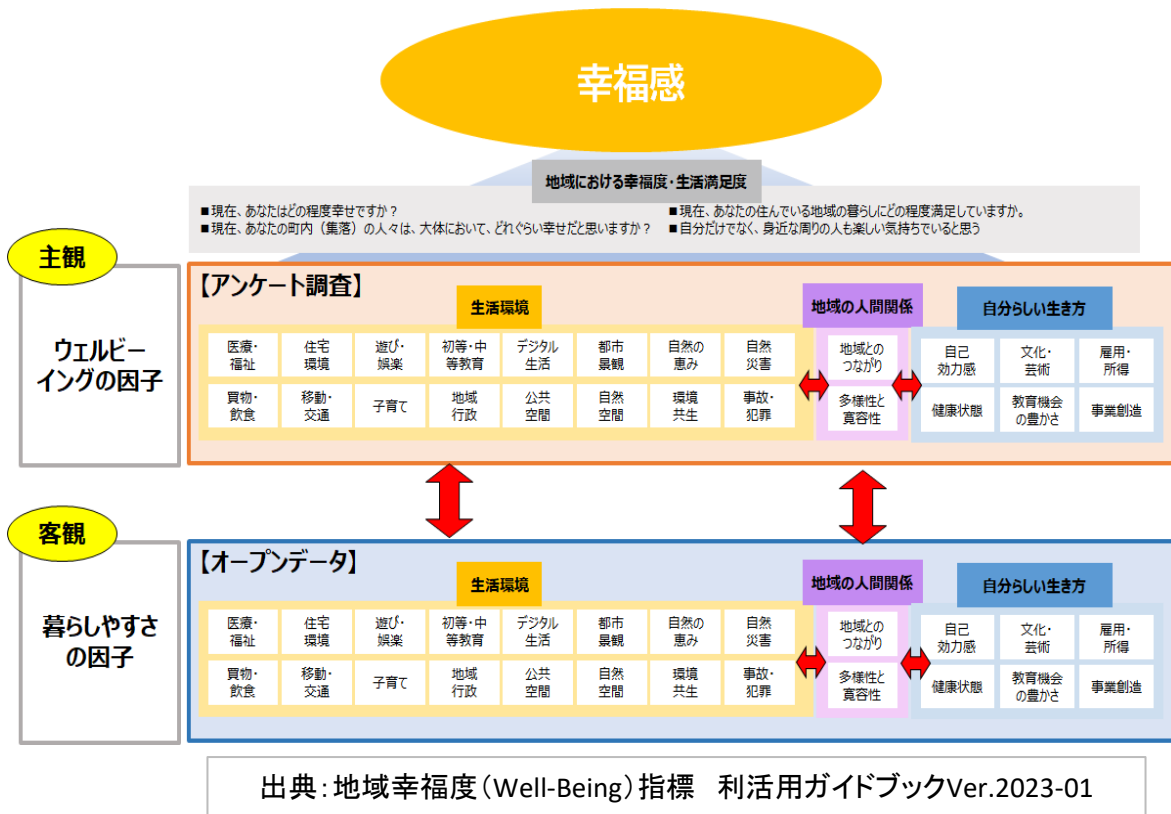 幸福感
地域における幸福度・生活満足度
■現在、あなたはどの程度幸せですか？
■現在、あなたの町内（集落）の人々は、大体において、どれぐらい幸せだと思いますか？
■現在、あなたの住んでいる地域の暮らしにどの程度満足していますか。
■自分だけでなく、身近な周りの人も楽しい気持ちでいると思う
主観
ウェルビー
イングの因子
【アンケート調査】
生活環境
医療・
福祉
住宅
環境
遊び・
娯楽
初等・中
等教育
デジタル
生活
都市
景観
自然の
恵み
自然
災害
買物・
飲食
移動・
交通
子育て
地域
行政
公共
空間
自然
空間
環境
共生
事故・
犯罪
地域の人間関係
地域との
つながり
多様性と
寛容性
自分らしい生き方
自己
効力感
文化・
芸術
雇用・
所得
健康状態
教育機会
の豊かさ
事業創造
客観
暮らしやすさ
の因子
【オープンデータ】
生活環境
医療・
福祉
住宅
環境
遊び・
娯楽
初等・中
等教育
デジタル
生活
都市
景観
自然の
恵み
自然
災害
買物・
飲食
移動・
交通
子育て
地域
行政
公共
空間
自然
空間
環境
共生
事故・
犯罪
地域の人間関係
地域との
つながり
多様性と
寛容性
自分らしい生き方
自己
効力感
文化・
芸術
雇用・
所得
健康状態
教育機会
の豊かさ
事業創造
出典：地域幸福度（Well-Being）指標　利活用ガイドブックVer.2023-01